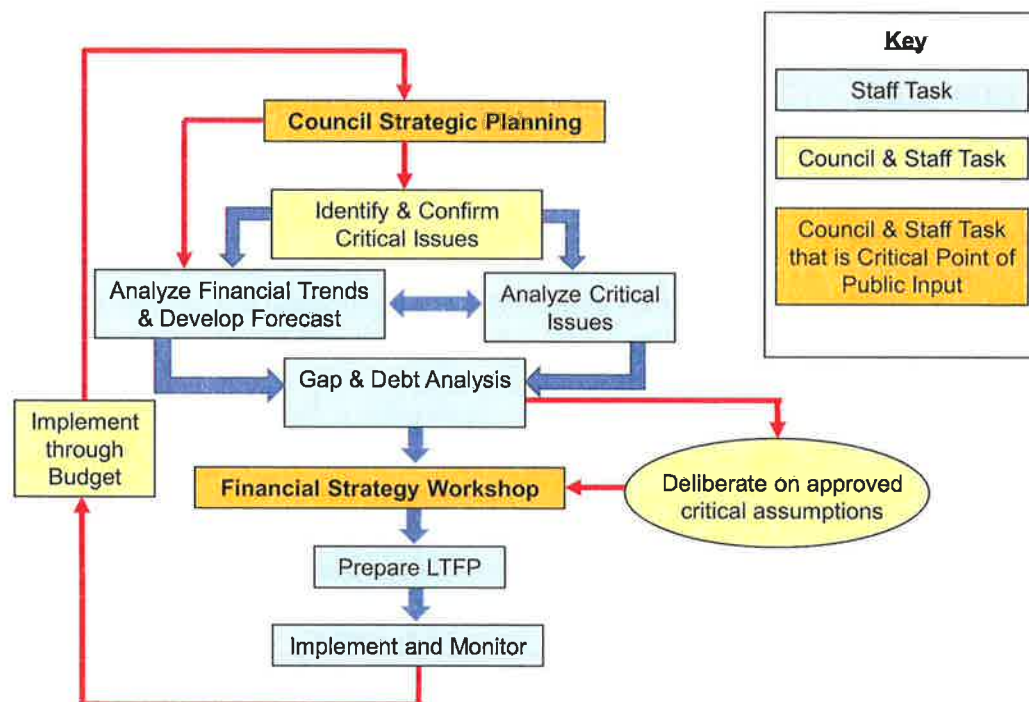 Key
Staff Task
Council & Staff Task
Council & Staff Task
that is Critical Point of
Public Input
Council Strategic Planning
Identify & Confirm
Critical Issues
Analyze Financial Trends
& Develop Forecast
Analyze Critical
Issues
Gap & Debt Analysis
Implement
through
Budget
Financial Strategy Workshop
Deliberate on approved
critical assumptions
Prepare LTFP
Implement and Monitor